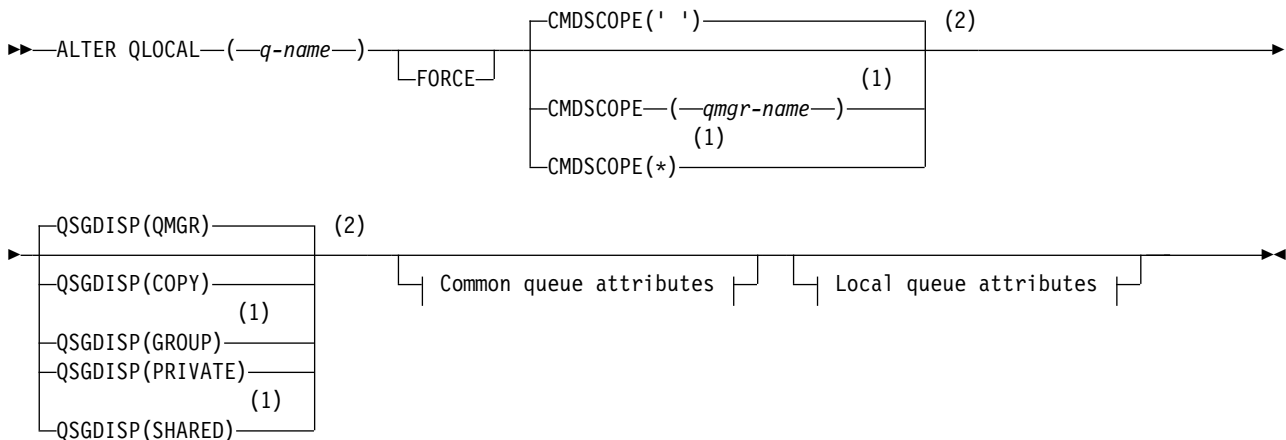 CMDSCOPE(' ') (2)
ALTER QLOCAL ( q-name )
FORCE (1)
CMDSCOPE ( qmgr-name )
(1)
CMDSCOPE(*)
QSGDISP(QMGR) (2)
QSGDISP(COPY) Common queue attributes Local queue attributes
(1)
QSGDISP(GROUP)
QSGDISP(PRIVATE)
(1)
QSGDISP(SHARED)